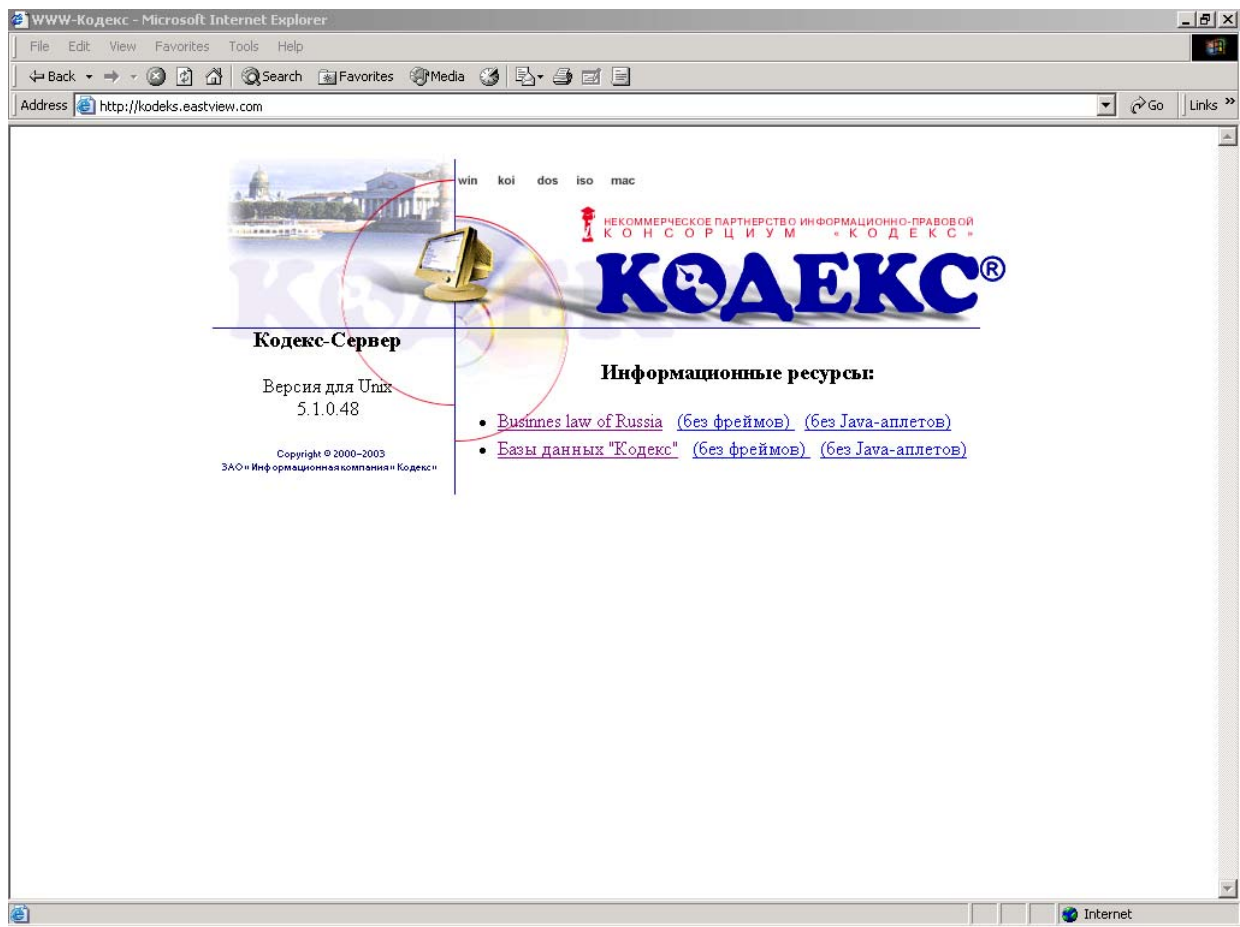 WWW-Кодекс - Microsoft Internet Explorer
File Edit View Favorites Tools Help
Back Search Favorites Media
Address http://kodeks.eastview.com Go Links »
win koi dos iso mac
НЕКОММЕРЧЕСКОЕ ПАРТНЕРСТВО ИНФОРМАЦИОННО-ПРАВОВОЙ
КОНСОРЦИУМ «КОДЕКС»
КОДЕКС®
КОДЕКС
Кодекс-Сервер
Версия для Unix
5.1.0.48
Copyright © 2000-2003
ЗАО "Информационная компания "Кодекс"
Информационные ресурсы:
• Businnes law of Russia (без фреймов) (без Java-апплетов)
• Базы данных "Кодекс" (без фреймов) (без Java-апплетов)
Internet